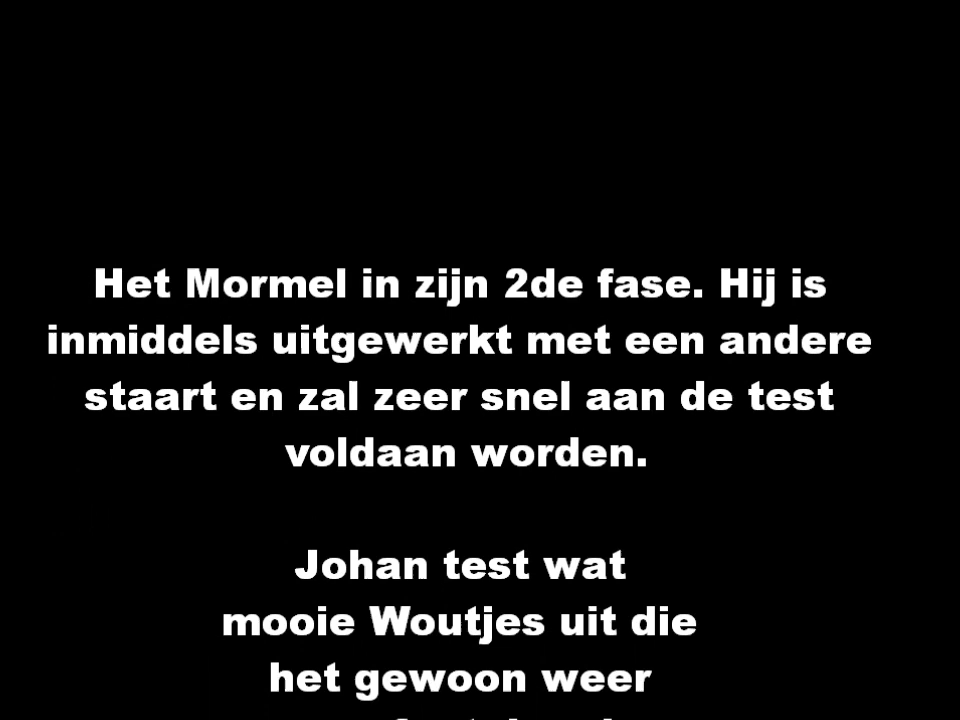 Het Mormel in zijn 2de fase. Hij is
inmiddels uitgewerkt met een andere
staart en zal zeer snel aan de test
voldaan worden.
Johan test wat
mooie Woutjes uit die
het gewoon weer